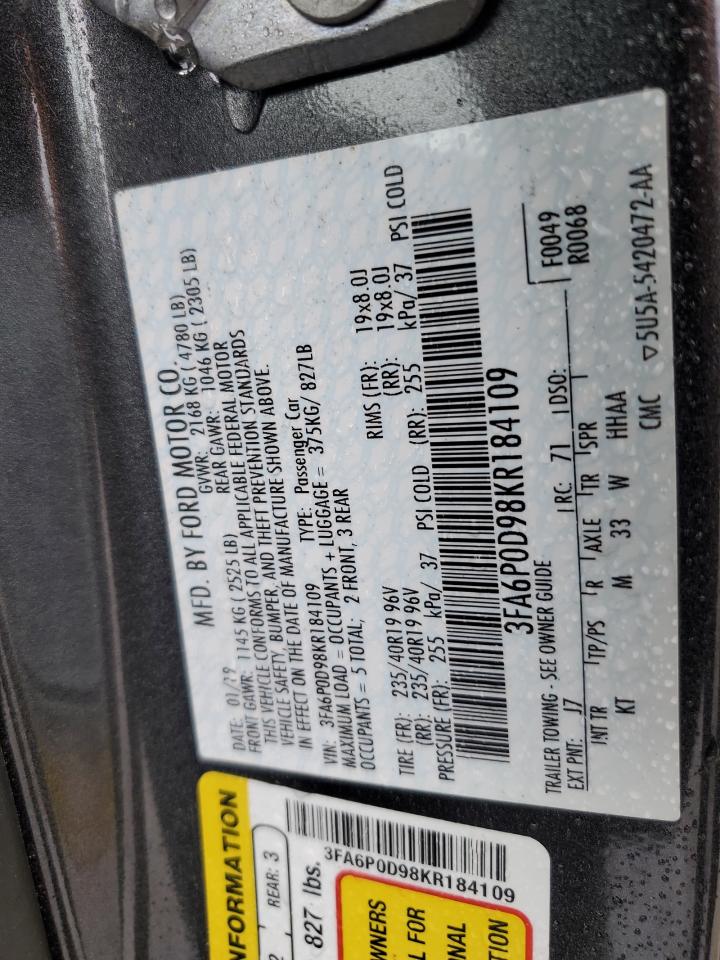 MFD. BY FORD MOTOR CO.
DATE: 01/19 GVWR: 2168 KG ( 4780 LB)
FRONT GAWR: 1145 KG ( 2525 LB) REAR GAWR: 1046 KG ( 2305 LB)
THIS VEHICLE CONFORMS TO ALL APPLICABLE FEDERAL MOTOR
VEHICLE SAFETY, BUMPER, AND THEFT PREVENTION STANDARDS
IN EFFECT ON THE DATE OF MANUFACTURE SHOWN ABOVE.
VIN: 3FA6P0D98KR184109 TYPE: Passenger Car
MAXIMUM LOAD = OCCUPANTS + LUGGAGE = 375KG/ 827LB
OCCUPANTS = 5 TOTAL; 2 FRONT, 3 REAR
TIRE (FR): 235/40R19 96V RIMS (FR): 19x8.0J
(RR): 235/40R19 96V (RR): 19x8.0J
PRESSURE (FR): 255 kPa/ 37 PSI COLD (RR): 255 kPa/ 37 PSI COLD
3FA6P0D98KR184109
TRAILER TOWING - SEE OWNER GUIDE F0049
EXT PNT: J7 RC: 71 DSO: R0068
INT TR TP/PS R AXLE TR SPR
KT M 33 W HHAA
CMC ▽5U5A-5420472-AA
REAR: 3
827 lbs.
3FA6P0D98KR184109